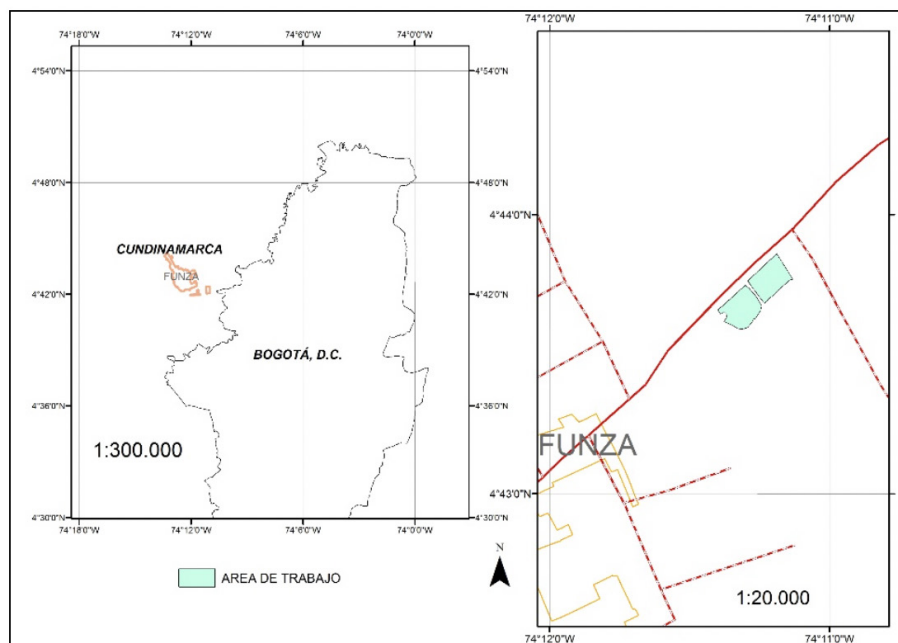 74°18'0"W 74°12'0"W 74°6'0"W 74°0'0"W
4°54'0"N 4°54'0"N
4°48'0"N 4°48'0"N
CUNDINAMARCA
FUNZA
4°42'0"N 4°42'0"N
BOGOTÁ, D.C.
4°36'0"N 4°36'0"N
1:300.000
4°30'0"N 4°30'0"N
74°18'0"W 74°12'0"W 74°6'0"W 74°0'0"W
AREA DE TRABAJO
N
74°12'0"W 74°11'0"W
4°44'0"N
FUNZA
4°43'0"N
1:20.000
74°12'0"W 74°11'0"W